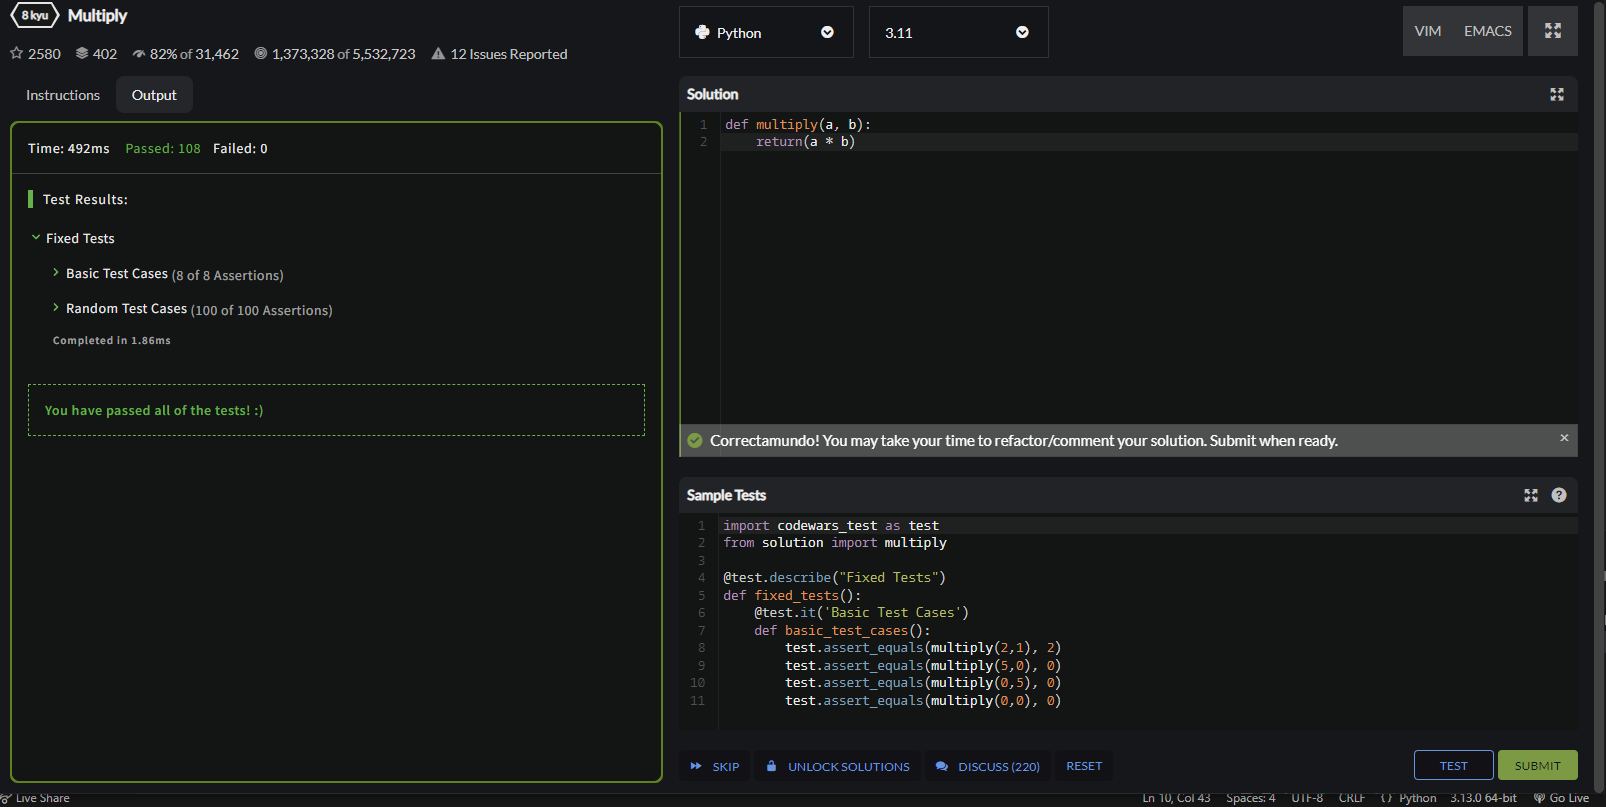 8 kyu Multiply
2580 402 82% of 31,462 1,373,328 of 5,532,723 12 Issues Reported
Instructions Output
Time: 492ms Passed: 108 Failed: 0
Test Results:
Fixed Tests
Basic Test Cases (8 of 8 Assertions)
Random Test Cases (100 of 100 Assertions)
Completed in 1.86ms
You have passed all of the tests! :)
Python 3.11 VIM EMACS
Solution
1 def multiply(a, b):
2     return(a * b)
Correctamundo! You may take your time to refactor/comment your solution. Submit when ready. ×
Sample Tests ?
1 import codewars_test as test
2 from solution import multiply
3
4 @test.describe("Fixed Tests")
5 def fixed_tests():
6     @test.it('Basic Test Cases')
7     def basic_test_cases():
8         test.assert_equals(multiply(2,1), 2)
9         test.assert_equals(multiply(5,0), 0)
10         test.assert_equals(multiply(0,5), 0)
11         test.assert_equals(multiply(0,0), 0)
SKIP UNLOCK SOLUTIONS DISCUSS (220) RESET TEST SUBMIT
Live Share Ln 10, Col 43 Spaces: 4 UTF-8 CRLF {} Python 3.13.0 64-bit Go Live